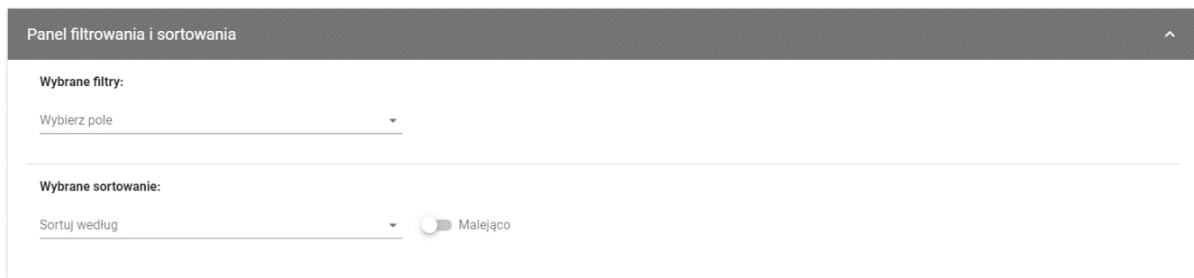 Panel filtrowania i sortowania
Wybrane filtry:
Wybierz pole
Wybrane sortowanie:
Sortuj według
Malejąco